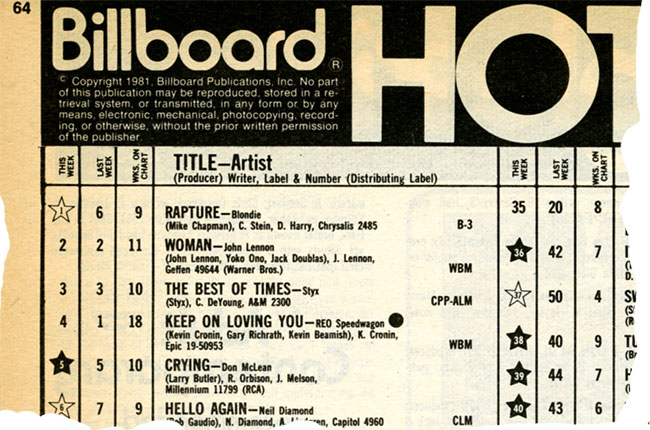 64
Billboard®
HOT
© Copyright 1981, Billboard Publications, Inc. No part
of this publication may be reproduced, stored in a re-
trieval system, or transmitted, in any form or by any
means, electronic, mechanical, photocopying, record-
ing, or otherwise, without the prior written permission
of the publisher.
THIS WEEK LAST WEEK WKS. ON CHART TITLE—Artist
(Producer) Writer, Label & Number (Distributing Label)
THIS WEEK LAST WEEK WKS. ON CHART
1 6 9 RAPTURE—Blondie
(Mike Chapman), C. Stein, D. Harry, Chrysalis 2485 B-3
2 2 11 WOMAN—John Lennon
(John Lennon, Yoko Ono, Jack Doublas), J. Lennon,
Geffen 49644 (Warner Bros.) WBM
3 3 10 THE BEST OF TIMES—Styx
(Styx), C. DeYoung, A&M 2300 CPP-ALM
4 1 18 KEEP ON LOVING YOU—REO Speedwagon
(Kevin Cronin, Gary Richrath, Kevin Beamish), K. Cronin,
Epic 19-50953 WBM
5 5 10 CRYING—Don McLean
(Larry Butler), R. Orbison, J. Melson,
Millennium 11799 (RCA)
6 7 9 HELLO AGAIN—Neil Diamond
(Bob Gaudio), N. Diamond, A. Lindgren, Capitol 4960 CLM
35 20 8
36 42 7
37 50 4
38 40 9
39 44 7
40 43 6